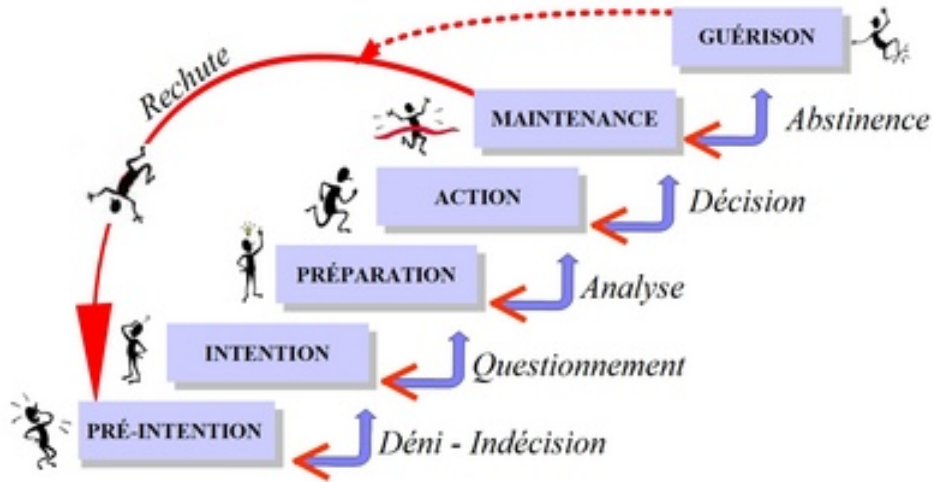 GUÉRISON
Rechute
MAINTENANCE
Abstinence
ACTION
Décision
PRÉPARATION
Analyse
INTENTION
Questionnement
PRÉ-INTENTION
Déni - Indécision